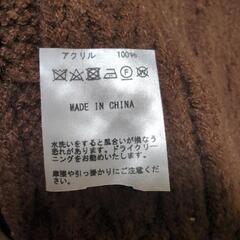 アクリル 100%
MADE IN CHINA
水洗いをすると風合いが損なう
恐れがあります。ドライクリー
ニングをお勧めいたします。
摩擦や引っ掛かりにご注意くださ
い。